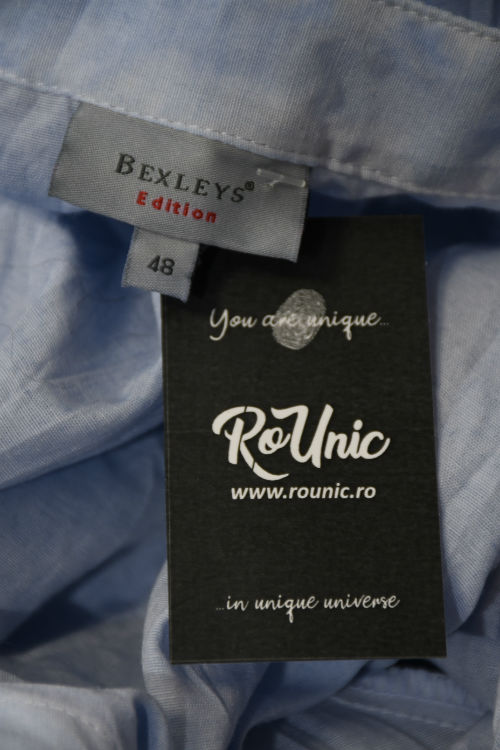 BEXLEYS®
Edition
48
You are unique...
RoUnic
www.rounic.ro
...in unique universe